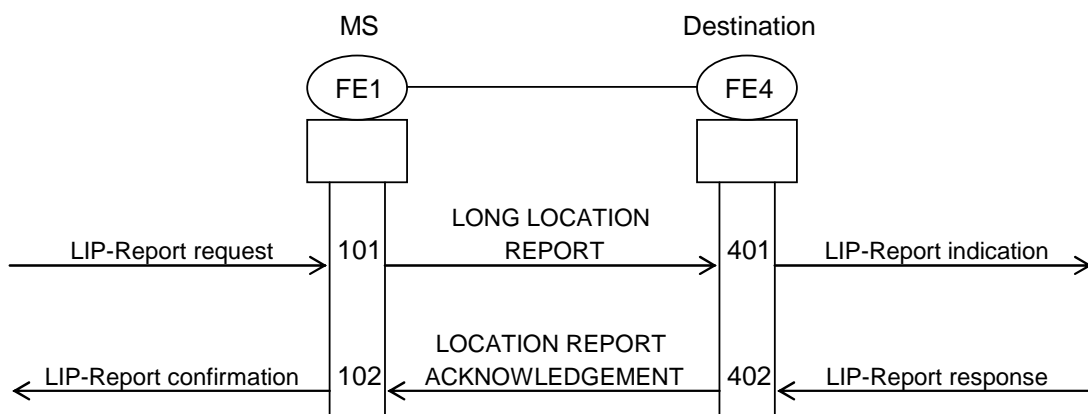 MS Destination
FE1 FE4
LONG LOCATION
LIP-Report request 101 REPORT 401 LIP-Report indication
LOCATION REPORT
LIP-Report confirmation 102 ACKNOWLEDGEMENT 402 LIP-Report response